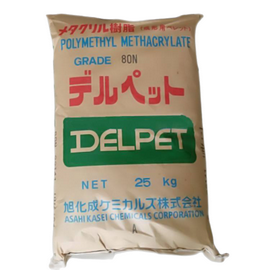 メタクリル樹脂
POLYMETHYL METHACRYLATE
GRADE 80N
デルペット
DELPET
NET 25 kg
旭化成ケミカルズ株式会社
ASAHI KASEI CHEMICALS CORPORATION
A